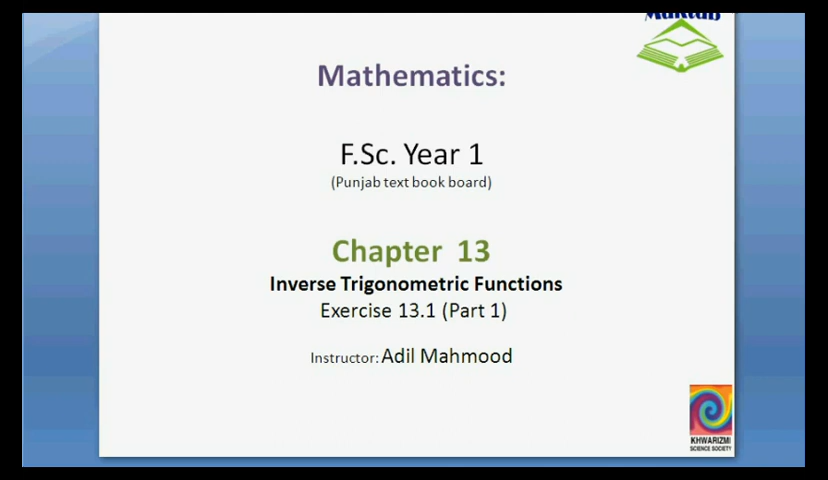 Maktab
Mathematics:
F.Sc. Year 1
(Punjab text book board)
Chapter 13
Inverse Trigonometric Functions
Exercise 13.1 (Part 1)
Instructor: Adil Mahmood
KHWARIZMI
SCIENCE SOCIETY